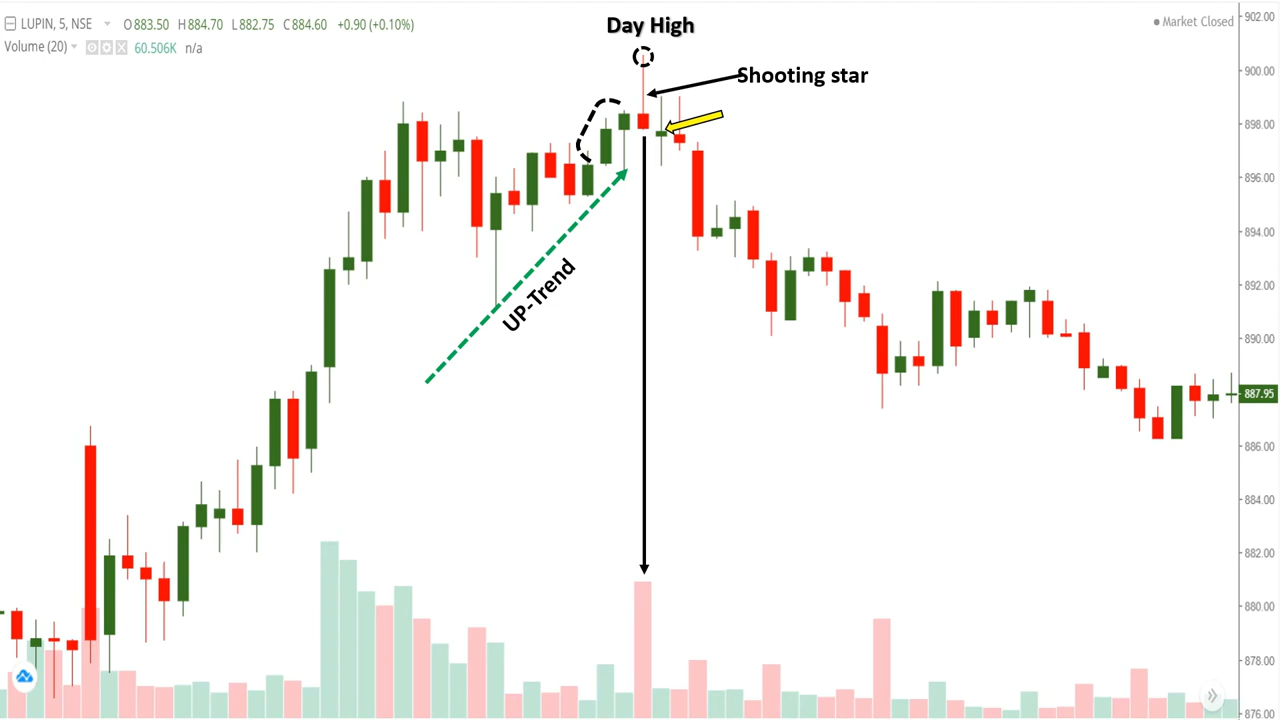 LUPIN, 5, NSE O883.50 H884.70 L882.75 C884.60 +0.90 (+0.10%)
Volume (20) 60.506K n/a
Day High
Market Closed
Shooting star
UP-Trend
902.00
900.00
898.00
896.00
894.00
892.00
890.00
887.95
886.00
884.00
882.00
880.00
878.00
876.00